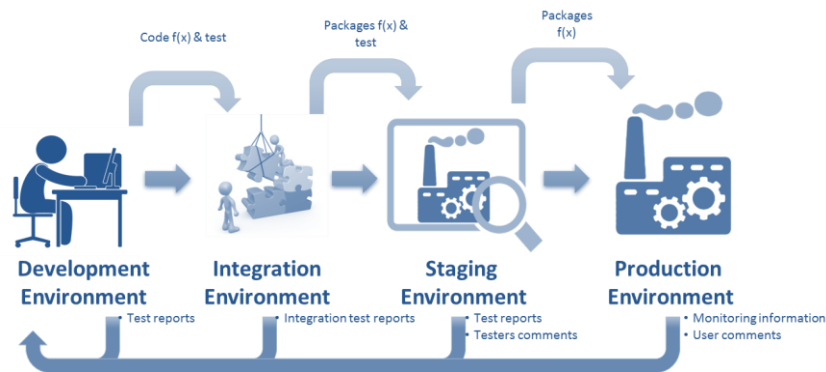 Code f(x) & test
Packages f(x) &
test
Packages
f(x)
Development
Environment
Integration
Environment
Staging
Environment
Production
Environment
• Test reports
• Integration test reports
• Test reports
• Testers comments
• Monitoring information
• User comments